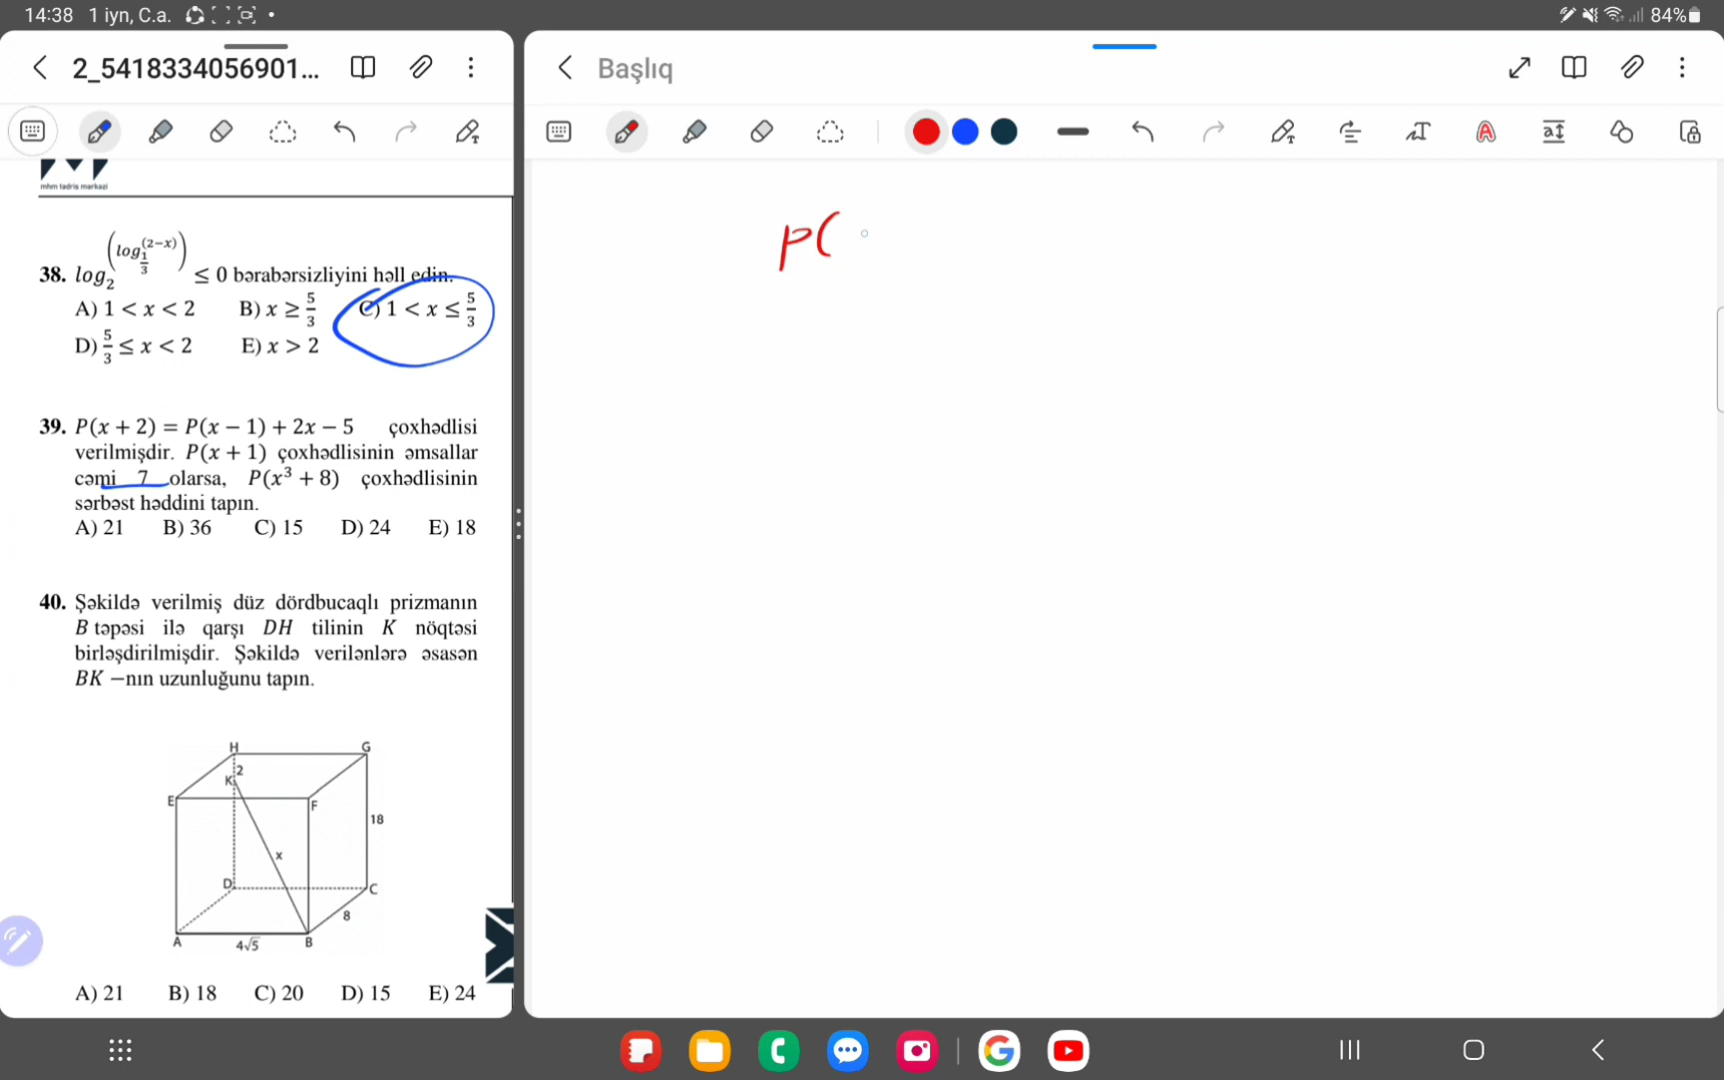 14:38 1 iyn, C.a. 84%
2_5418334056901...
mhm tədris mərkəzi
38. log₂^(log_(1/3)^(2−x)) ≤ 0 bərabərsizliyini həll edin.
A) 1 < x < 2 B) x ≥ 5/3 C) 1 < x ≤ 5/3
D) 5/3 ≤ x < 2 E) x > 2
39. P(x + 2) = P(x − 1) + 2x − 5 çoxhədlisi
verilmişdir. P(x + 1) çoxhədlisinin əmsallar
cəmi 7 olarsa, P(x³ + 8) çoxhədlisinin
sərbəst həddini tapın.
A) 21 B) 36 C) 15 D) 24 E) 18
40. Şəkildə verilmiş düz dördbucaqlı prizmanın
B təpəsi ilə qarşı DH tilinin K nöqtəsi
birləşdirilmişdir. Şəkildə verilənlərə əsasən
BK −nın uzunluğunu tapın.
H G
K 2
E F
18
x
D C
8
A 4√5 B
A) 21 B) 18 C) 20 D) 15 E) 24
Başlıq
P(